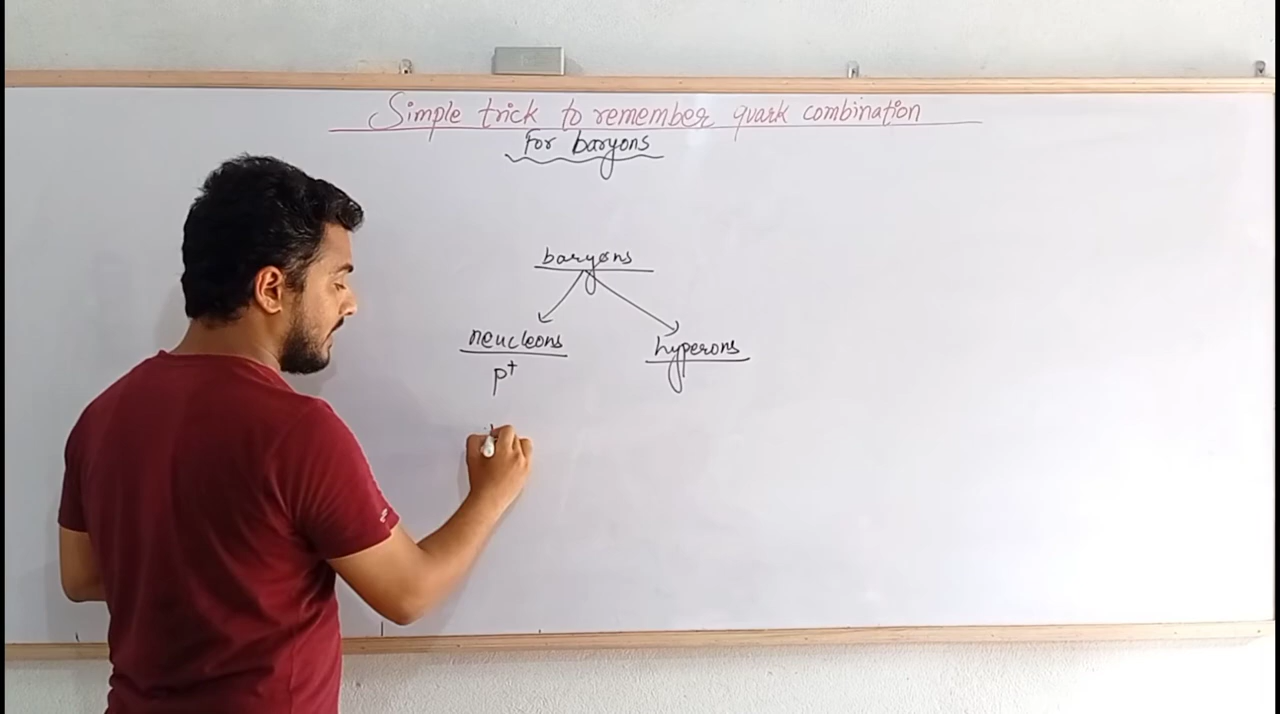 Simple trick to remember quark combination
For baryons
baryons
neucleons hyperons
p+